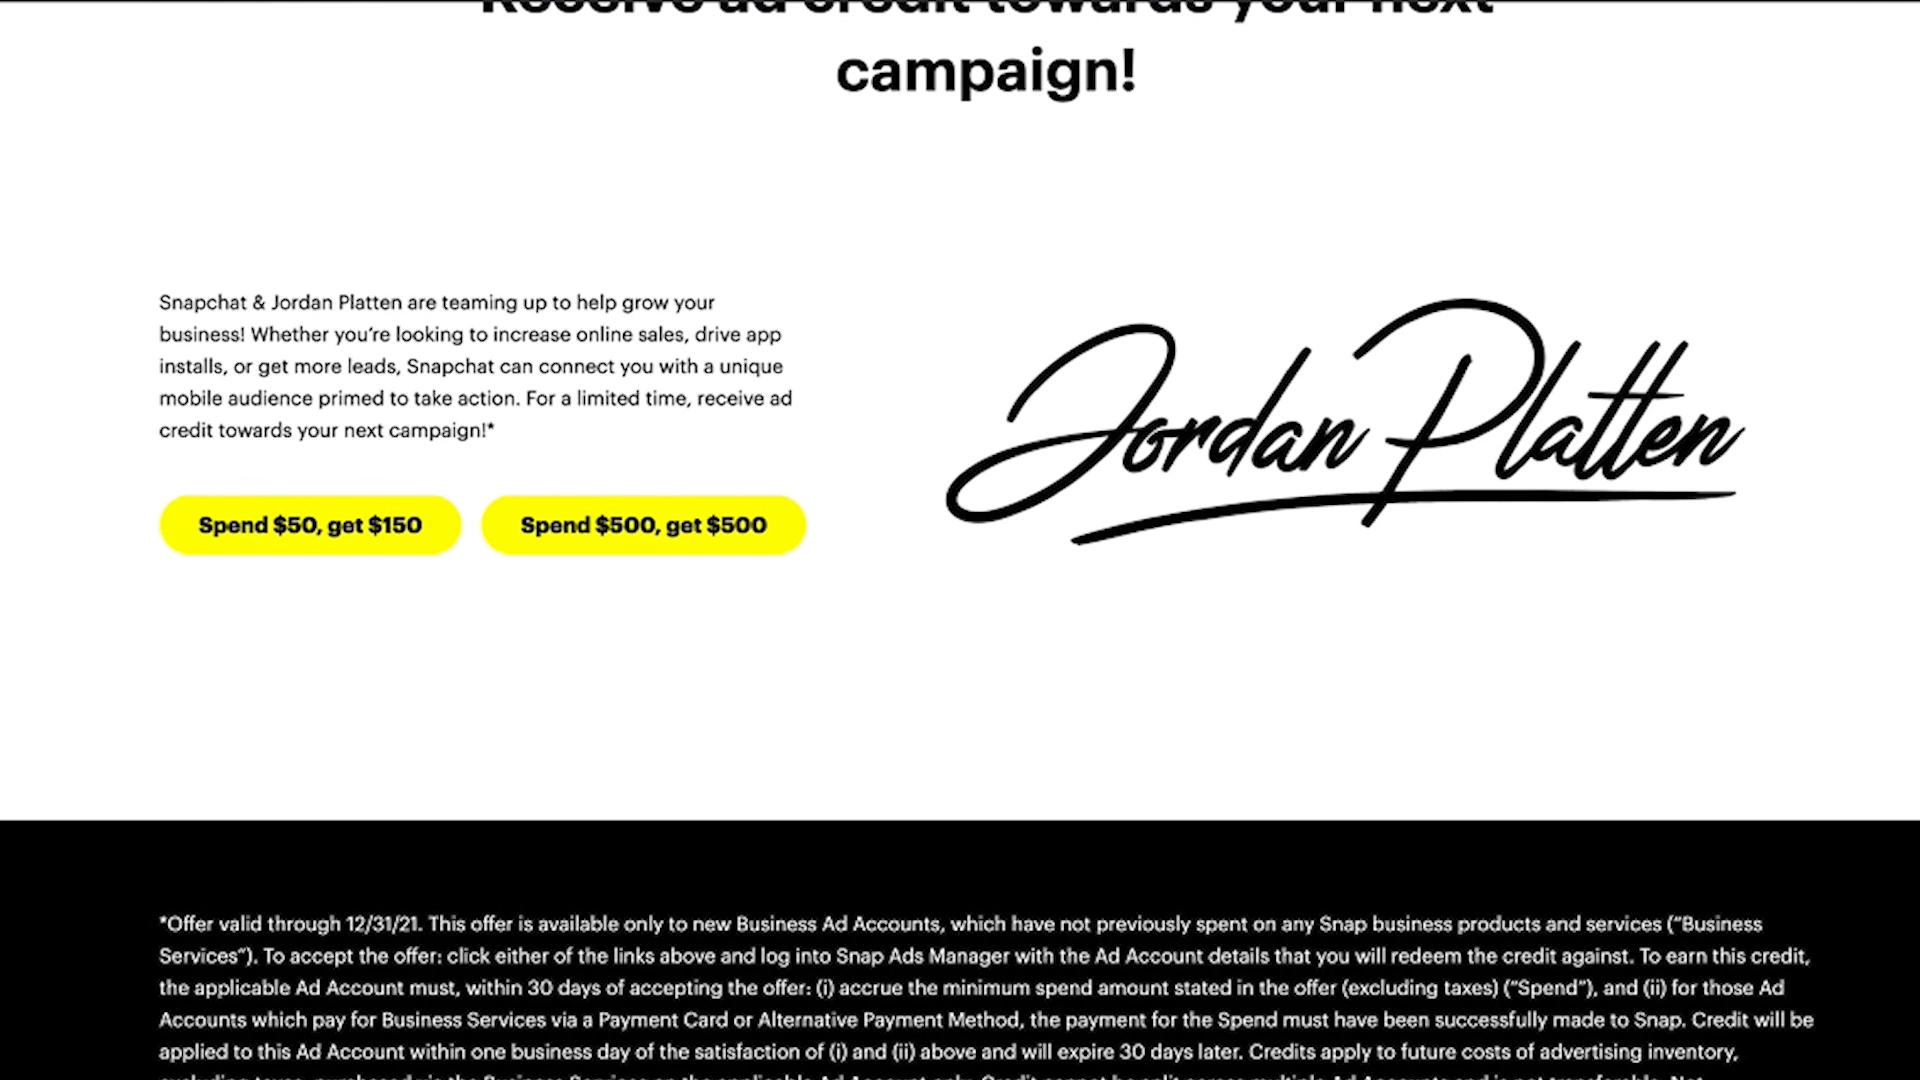 Receive ad credit towards your next
campaign!
Snapchat & Jordan Platten are teaming up to help grow your
business! Whether you’re looking to increase online sales, drive app
installs, or get more leads, Snapchat can connect you with a unique
mobile audience primed to take action. For a limited time, receive ad
credit towards your next campaign!*
Spend $50, get $150
Spend $500, get $500
Jordan Platten
*Offer valid through 12/31/21. This offer is available only to new Business Ad Accounts, which have not previously spent on any Snap business products and services (“Business
Services”). To accept the offer: click either of the links above and log into Snap Ads Manager with the Ad Account details that you will redeem the credit against. To earn this credit,
the applicable Ad Account must, within 30 days of accepting the offer: (i) accrue the minimum spend amount stated in the offer (excluding taxes) (“Spend”), and (ii) for those Ad
Accounts which pay for Business Services via a Payment Card or Alternative Payment Method, the payment for the Spend must have been successfully made to Snap. Credit will be
applied to this Ad Account within one business day of the satisfaction of (i) and (ii) above and will expire 30 days later. Credits apply to future costs of advertising inventory,